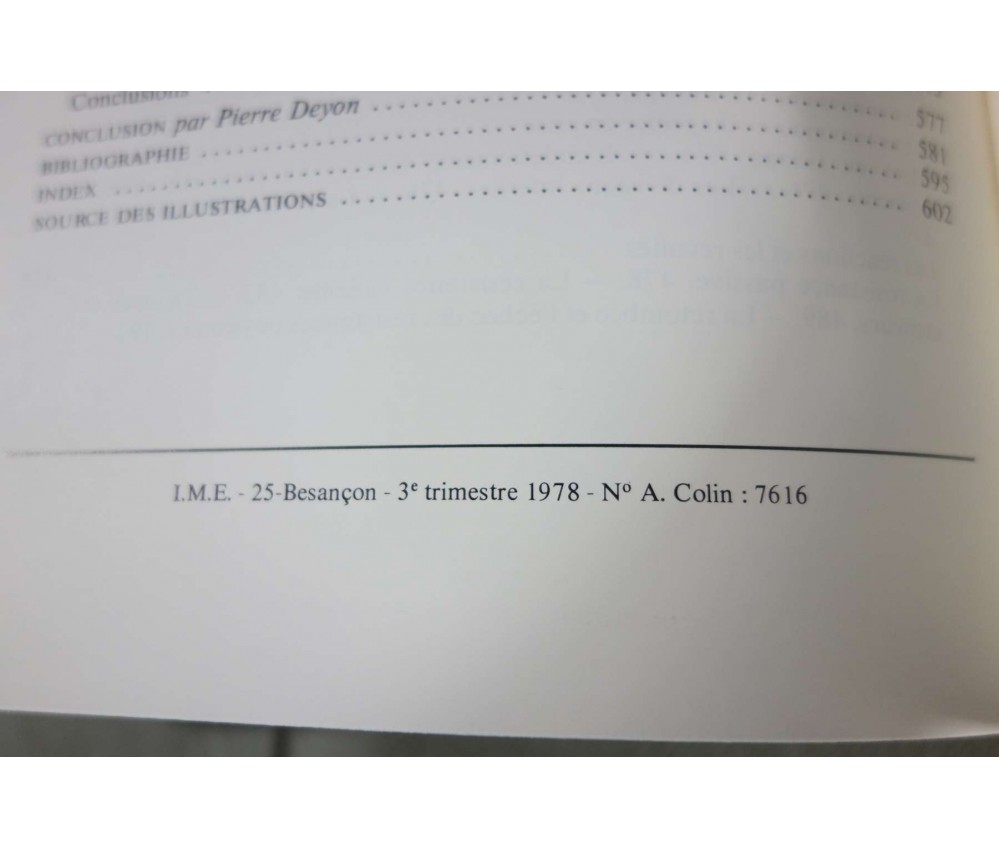 Conclusions
CONCLUSION par Pierre Deyon ........ 577
BIBLIOGRAPHIE ........ 581
INDEX ........ 595
SOURCE DES ILLUSTRATIONS ........ 602
I.M.E. - 25-Besançon - 3e trimestre 1978 - No A. Colin : 7616